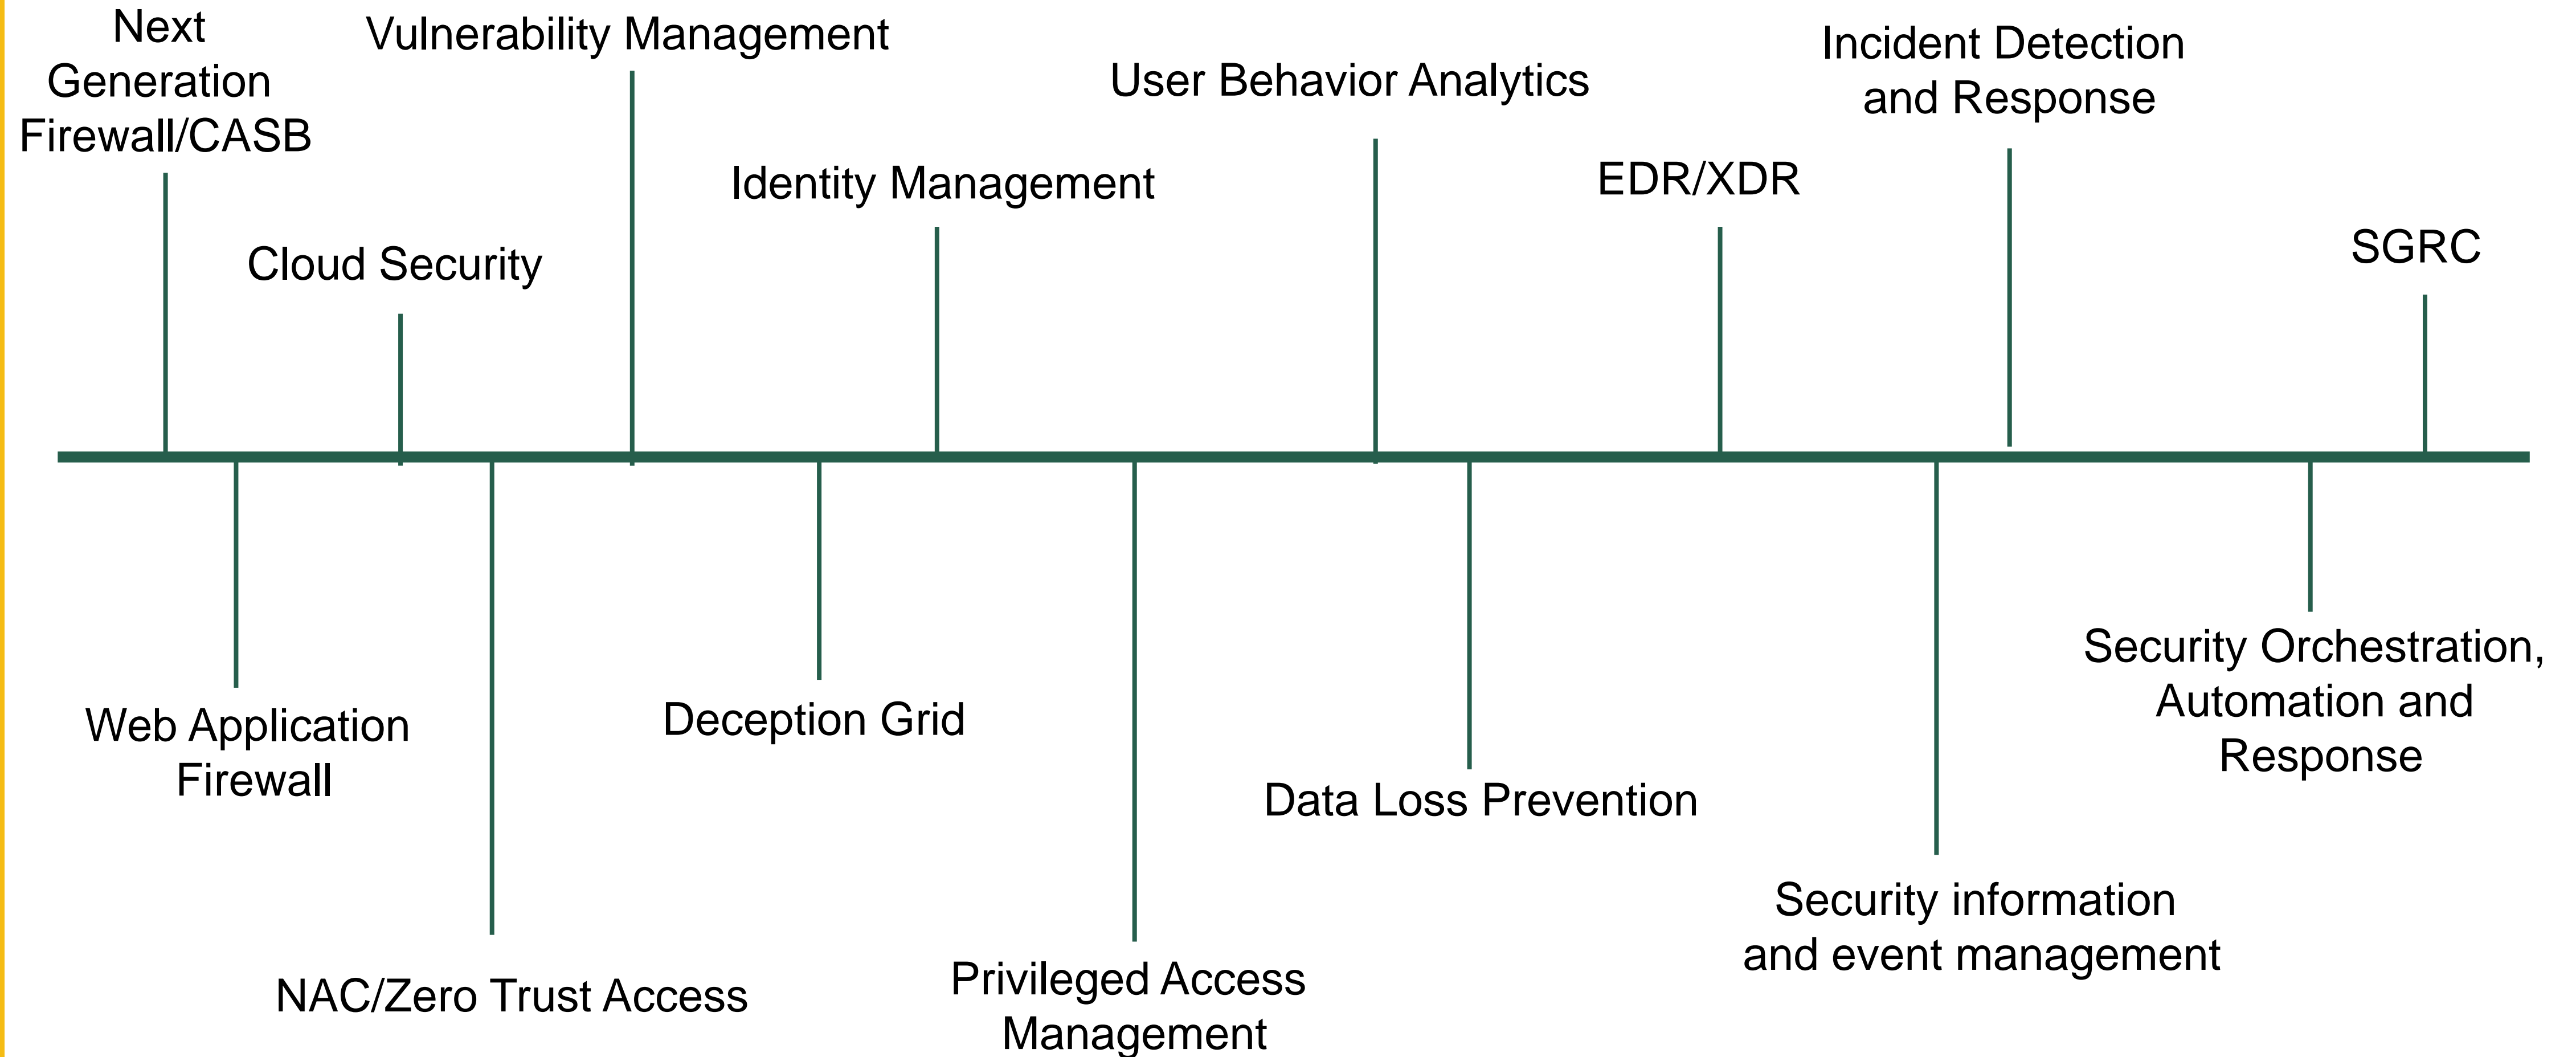 Next
Generation
Firewall/CASB
Vulnerability Management
User Behavior Analytics
Incident Detection
and Response
Identity Management
EDR/XDR
Cloud Security
SGRC
Web Application
Firewall
Deception Grid
Security Orchestration,
Automation and
Response
Data Loss Prevention
Security information
and event management
NAC/Zero Trust Access
Privileged Access
Management